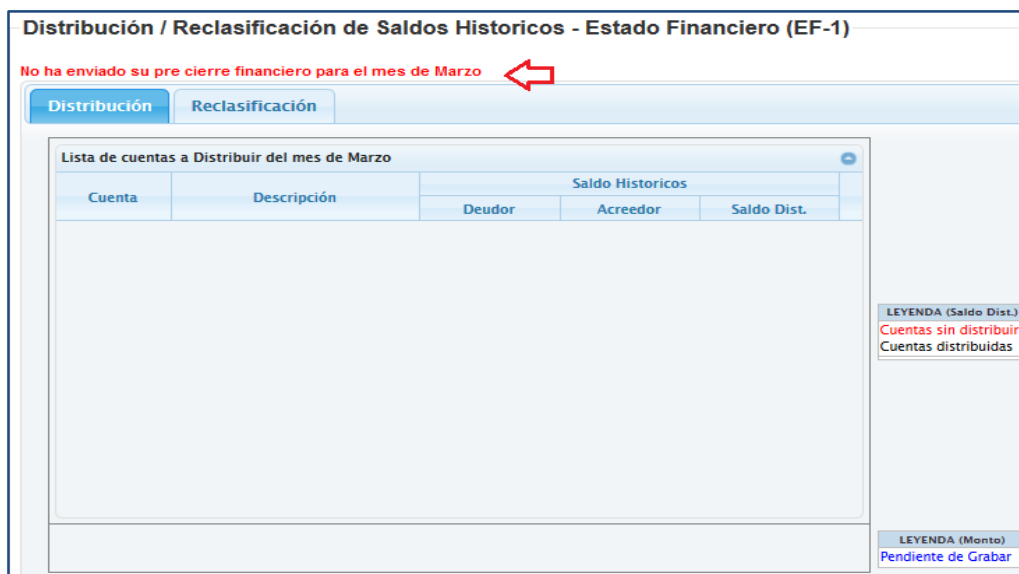 Distribución / Reclasificación de Saldos Historicos - Estado Financiero (EF-1)
No ha enviado su pre cierre financiero para el mes de Marzo
Distribución Reclasificación
Lista de cuentas a Distribuir del mes de Marzo
Cuenta Descripción Saldo Historicos
Deudor Acreedor Saldo Dist.
LEYENDA (Saldo Dist.)
Cuentas sin distribuir
Cuentas distribuidas
LEYENDA (Monto)
Pendiente de Grabar